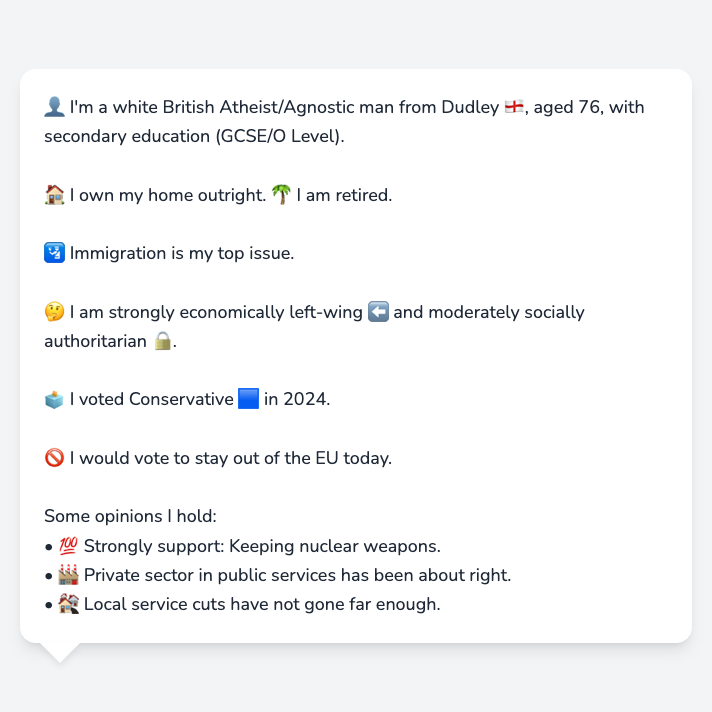 👤 I'm a white British Atheist/Agnostic man from Dudley 🏴󠁧󠁢󠁥󠁮󠁧󠁿, aged 76, with
secondary education (GCSE/O Level).
🏠 I own my home outright. 🌴 I am retired.
🛂 Immigration is my top issue.
🤔 I am strongly economically left-wing ⬅️ and moderately socially
authoritarian 🔒.
🗳️ I voted Conservative 🟦 in 2024.
🚫 I would vote to stay out of the EU today.
Some opinions I hold:
• 💯 Strongly support: Keeping nuclear weapons.
• 🏭 Private sector in public services has been about right.
• 🏚️ Local service cuts have not gone far enough.